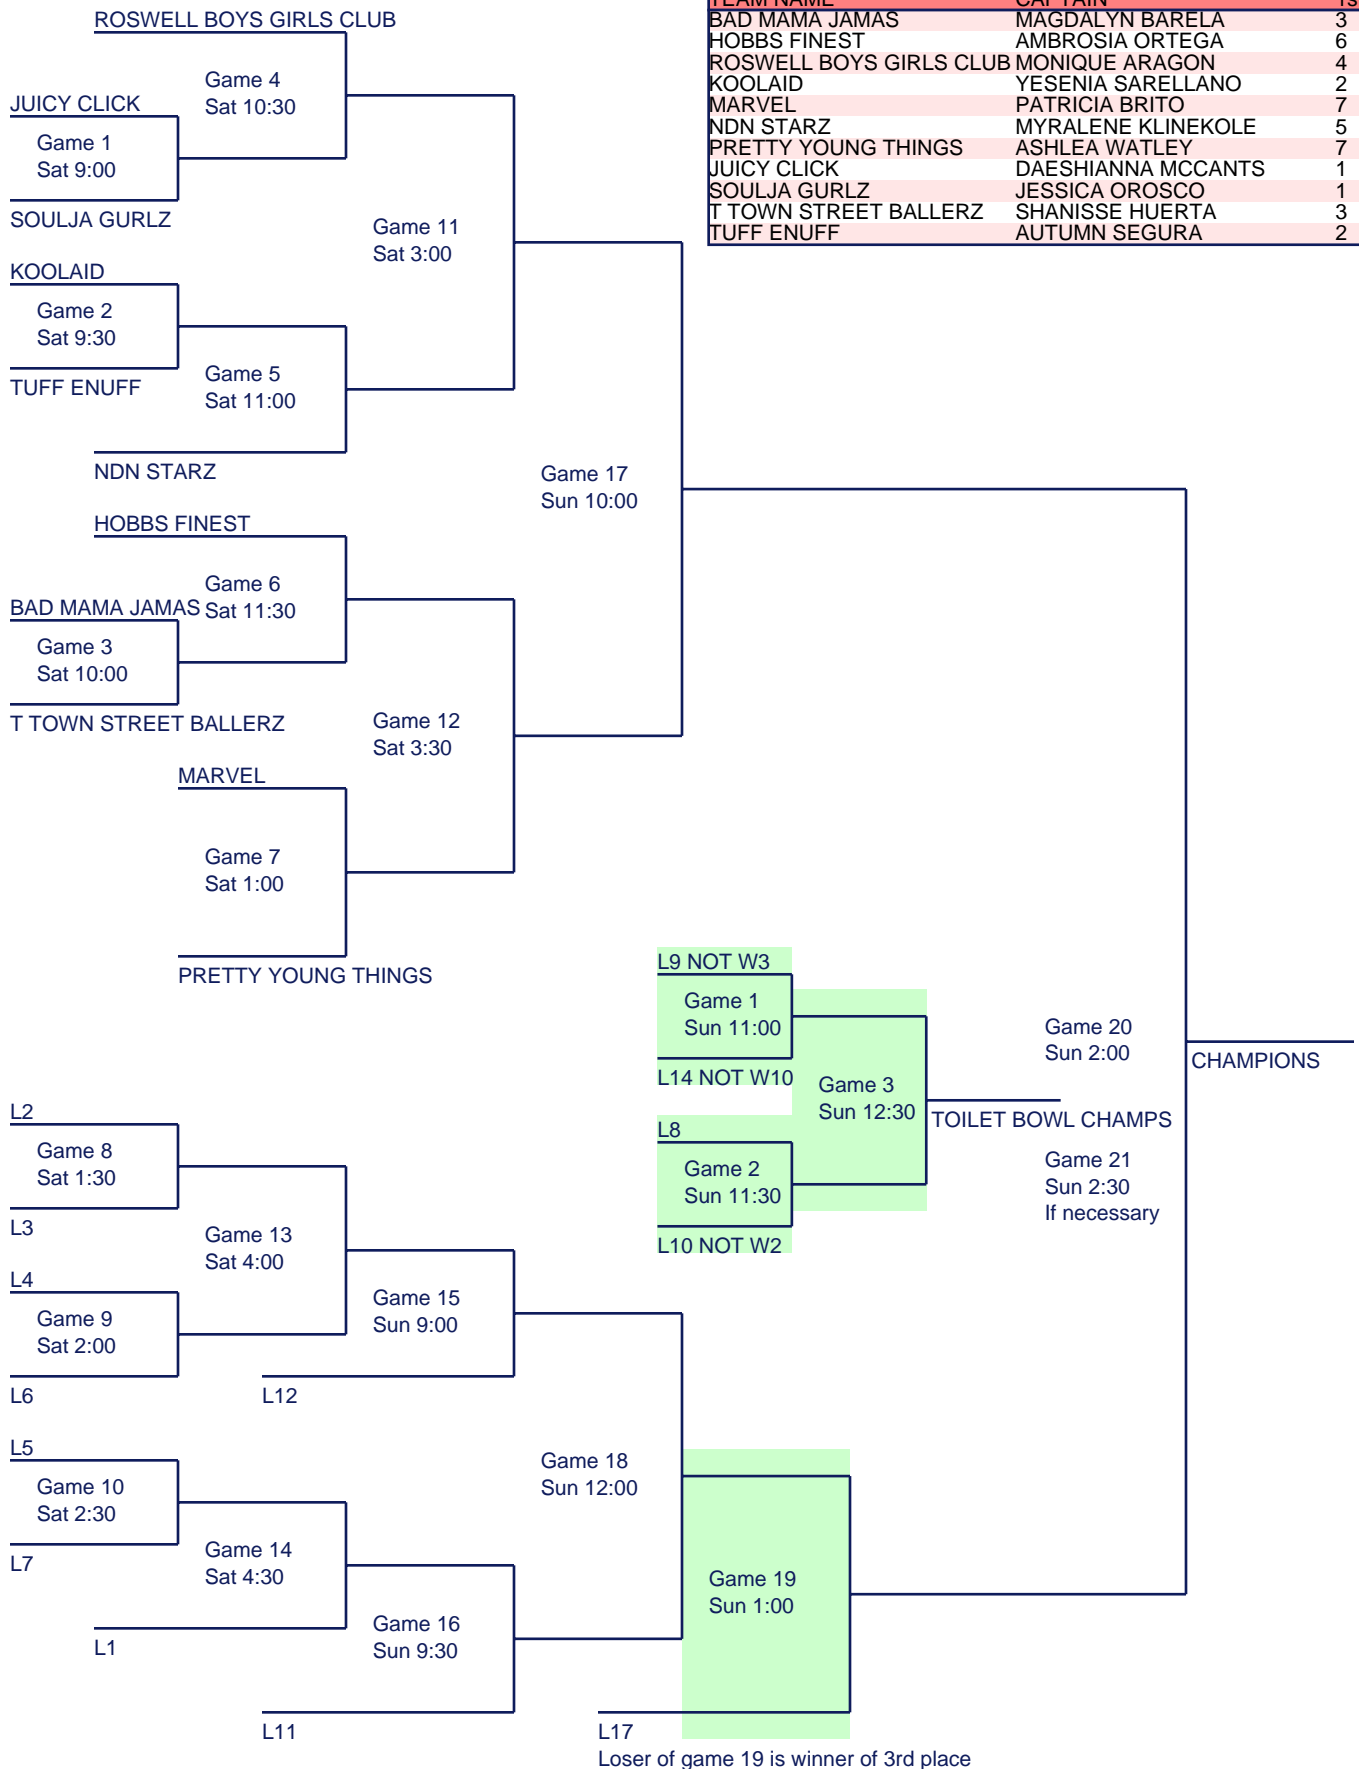 ROSWELL BOYS GIRLS CLUB
Game 4
Sat 10:30
JUICY CLICK
Game 1
Sat 9:00
SOULJA GURLZ
Game 11
Sat 3:00
KOOLAID
Game 2
Sat 9:30
TUFF ENUFF
Game 5
Sat 11:00
NDN STARZ
Game 17
Sun 10:00
HOBBS FINEST
Game 6
Sat 11:30
BAD MAMA JAMAS
Game 3
Sat 10:00
T TOWN STREET BALLERZ
Game 12
Sat 3:30
MARVEL
Game 7
Sat 1:00
PRETTY YOUNG THINGS
TEAM NAME CAPTAIN 1s
BAD MAMA JAMAS MAGDALYN BARELA 3
HOBBS FINEST AMBROSIA ORTEGA 6
ROSWELL BOYS GIRLS CLUB MONIQUE ARAGON 4
KOOLAID YESENIA SARELLANO 2
MARVEL PATRICIA BRITO 7
NDN STARZ MYRALENE KLINEKOLE 5
PRETTY YOUNG THINGS ASHLEA WATLEY 7
JUICY CLICK DAESHIANNA MCCANTS 1
SOULJA GURLZ JESSICA OROSCO 1
T TOWN STREET BALLERZ SHANISSE HUERTA 3
TUFF ENUFF AUTUMN SEGURA 2
L9 NOT W3
Game 1
Sun 11:00
L14 NOT W10
Game 3
Sun 12:30
L8
Game 2
Sun 11:30
L10 NOT W2
TOILET BOWL CHAMPS
Game 20
Sun 2:00
CHAMPIONS
Game 21
Sun 2:30
If necessary
L2
Game 8
Sat 1:30
L3
Game 13
Sat 4:00
L4
Game 9
Sat 2:00
L6
Game 15
Sun 9:00
L12
L5
Game 10
Sat 2:30
L7
Game 14
Sat 4:30
L1
Game 16
Sun 9:30
L11
Game 18
Sun 12:00
Game 19
Sun 1:00
L17
Loser of game 19 is winner of 3rd place